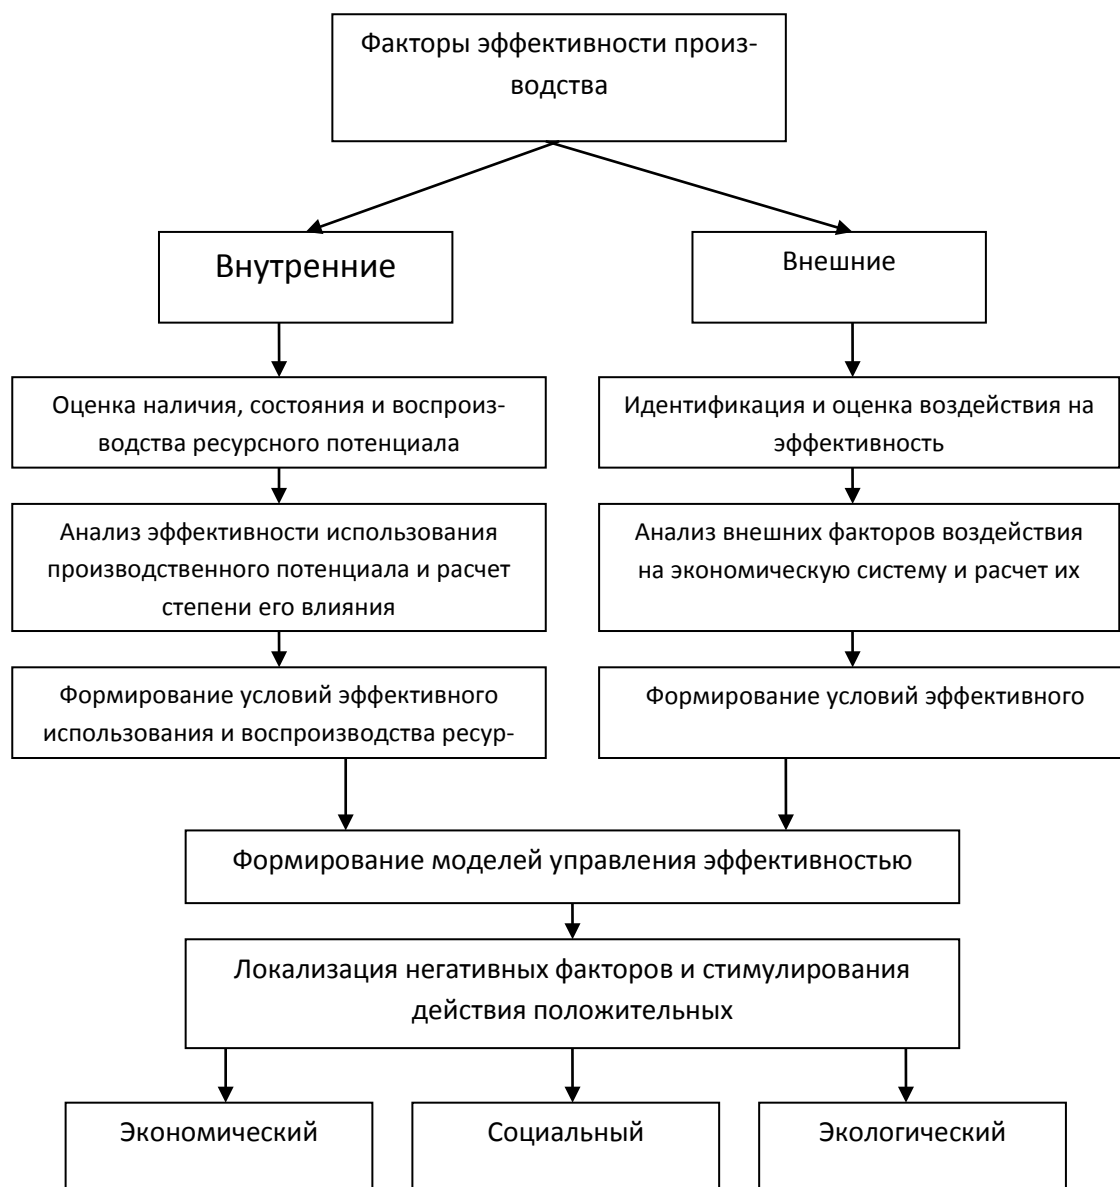 Факторы эффективности произ-
водства
Внутренние
Внешние
Оценка наличия, состояния и воспроиз-
водства ресурсного потенциала
Идентификация и оценка воздействия на
эффективность
Анализ эффективности использования
производственного потенциала и расчет
степени его влияния
Анализ внешних факторов воздействия
на экономическую систему и расчет их
Формирование условий эффективного
использования и воспроизводства ресур-
Формирование условий эффективного
Формирование моделей управления эффективностью
Локализация негативных факторов и стимулирования
действия положительных
Экономический
Социальный
Экологический